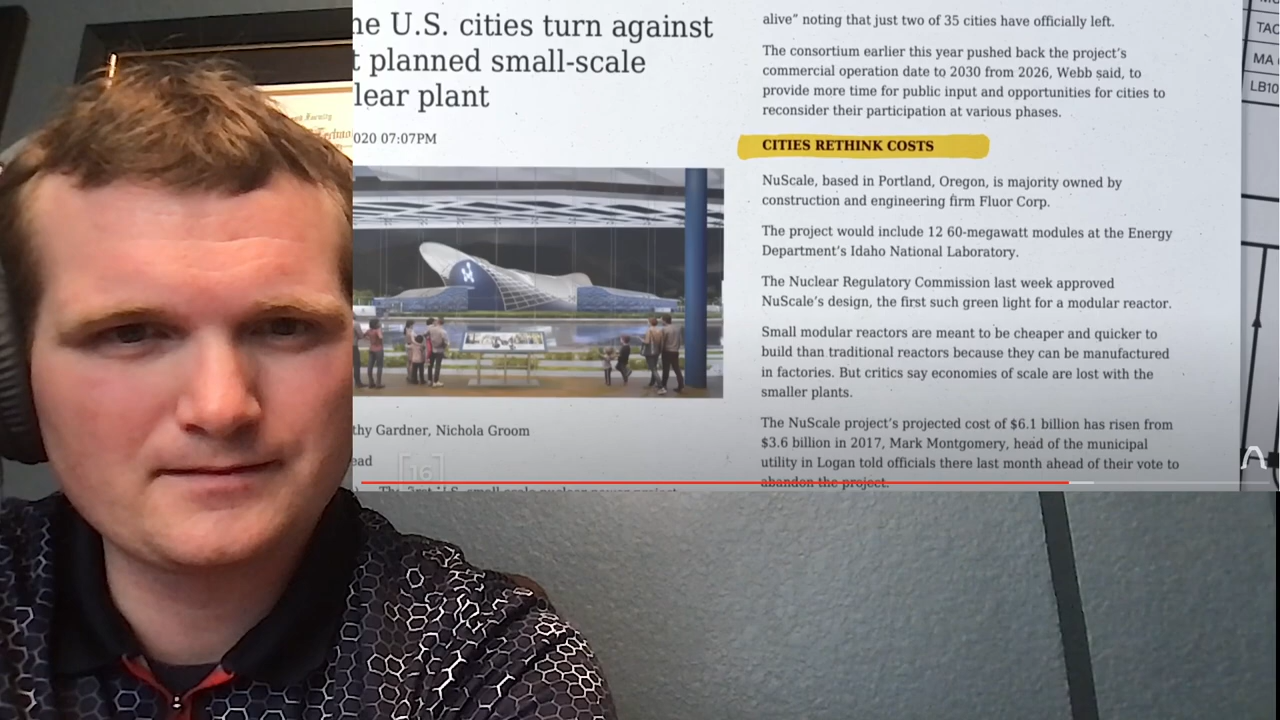 he U.S. cities turn against
t planned small-scale
lear plant
020 07:07PM
thy Gardner, Nichola Groom
ead
[16]
alive” noting that just two of 35 cities have officially left.
The consortium earlier this year pushed back the project’s
commercial operation date to 2030 from 2026, Webb said, to
provide more time for public input and opportunities for cities to
reconsider their participation at various phases.
CITIES RETHINK COSTS
NuScale, based in Portland, Oregon, is majority owned by
construction and engineering firm Fluor Corp.
The project would include 12 60-megawatt modules at the Energy
Department’s Idaho National Laboratory.
The Nuclear Regulatory Commission last week approved
NuScale’s design, the first such green light for a modular reactor.
Small modular reactors are meant to be cheaper and quicker to
build than traditional reactors because they can be manufactured
in factories. But critics say economies of scale are lost with the
smaller plants.
The NuScale project’s projected cost of $6.1 billion has risen from
$3.6 billion in 2017, Mark Montgomery, head of the municipal
utility in Logan told officials there last month ahead of their vote to
abandon the project.
TAC
MA
LB10
Faculty